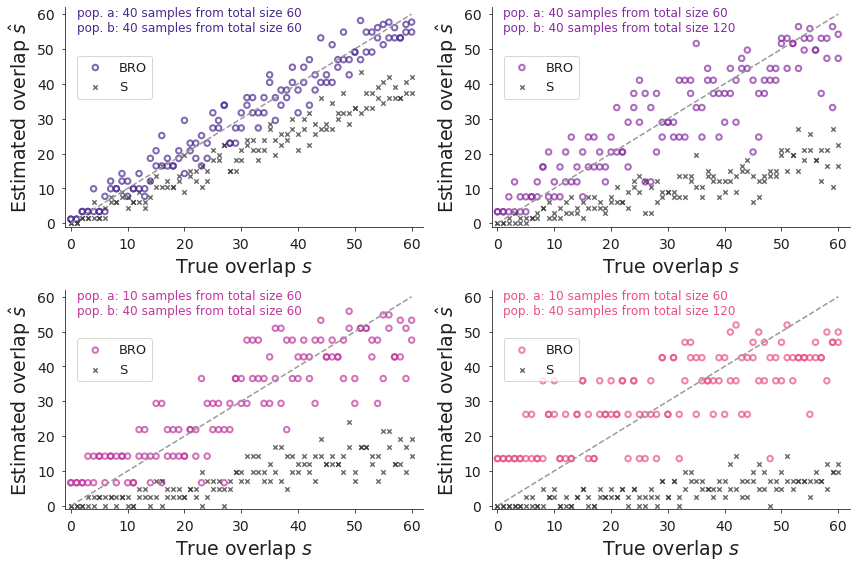 pop. a: 40 samples from total size 60
pop. b: 40 samples from total size 60
BRO
S
Estimated overlap ŝ
60
50
40
30
20
10
0
0 10 20 30 40 50 60
True overlap s
pop. a: 40 samples from total size 60
pop. b: 40 samples from total size 120
BRO
S
Estimated overlap ŝ
60
50
40
30
20
10
0
0 10 20 30 40 50 60
True overlap s
pop. a: 10 samples from total size 60
pop. b: 40 samples from total size 60
BRO
S
Estimated overlap ŝ
60
50
40
30
20
10
0
0 10 20 30 40 50 60
True overlap s
pop. a: 10 samples from total size 60
pop. b: 40 samples from total size 120
BRO
S
Estimated overlap ŝ
60
50
40
30
20
10
0
0 10 20 30 40 50 60
True overlap s